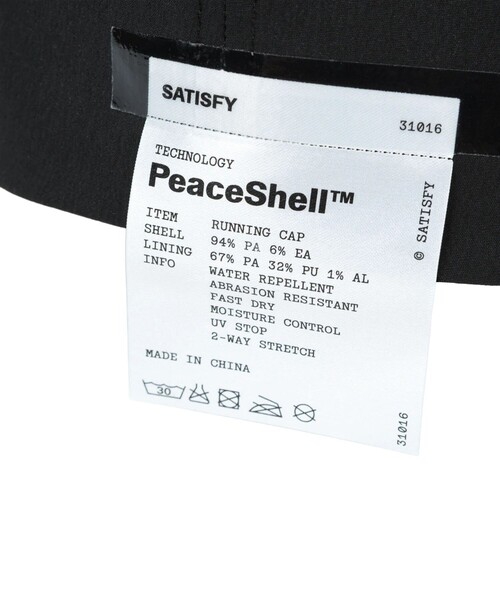 SATISFY
31016
TECHNOLOGY
PeaceShell™
ITEM RUNNING CAP
SHELL 94% PA 6% EA
LINING 67% PA 32% PU 1% AL
INFO WATER REPELLENT
ABRASION RESISTANT
FAST DRY
MOISTURE CONTROL
UV STOP
2-WAY STRETCH
MADE IN CHINA
30
© SATISFY
31016